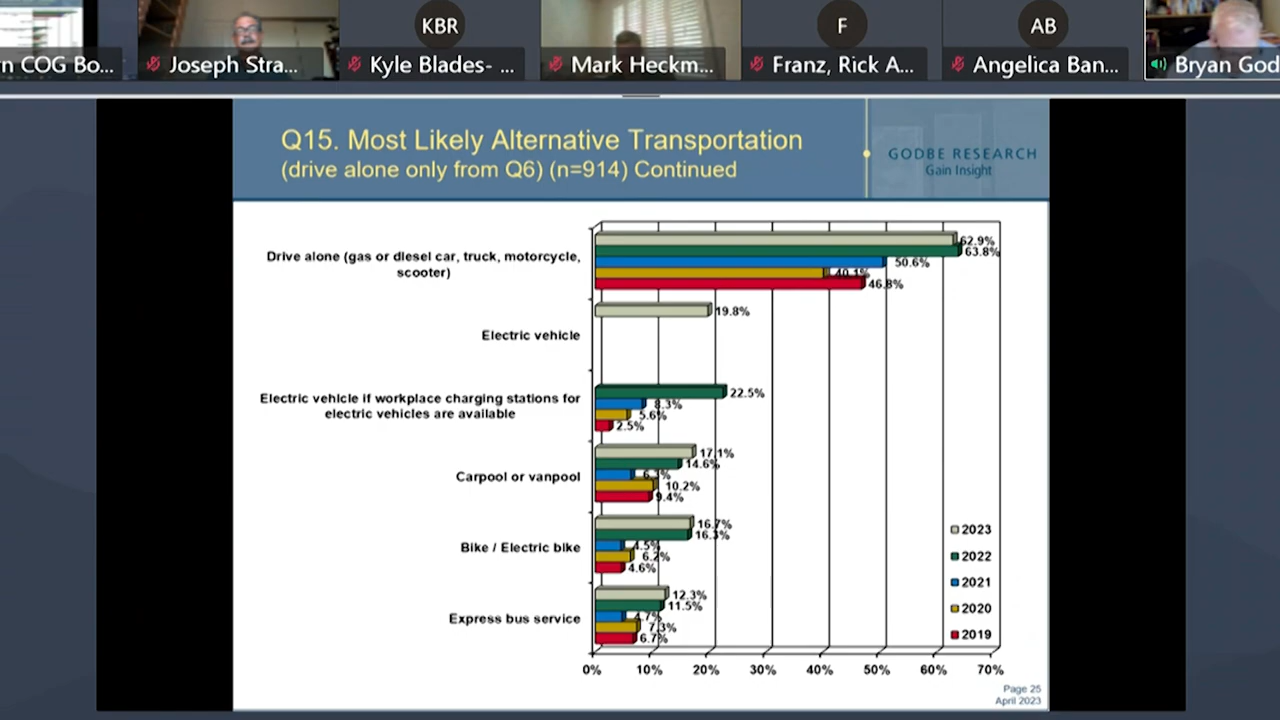 KBR
F
AB
n COG Bo...
Joseph Stra...
Kyle Blades- ...
Mark Heckm...
Franz, Rick A...
Angelica Ban...
Bryan God
Q15. Most Likely Alternative Transportation
(drive alone only from Q6) (n=914) Continued
GODBE RESEARCH
Gain Insight
Drive alone (gas or diesel car, truck, motorcycle,
scooter)
62.9%
63.8%
50.6%
40.1%
46.8%
Electric vehicle
19.8%
Electric vehicle if workplace charging stations for
electric vehicles are available
22.5%
8.3%
5.6%
2.5%
Carpool or vanpool
17.1%
14.6%
10.2%
9.4%
Bike / Electric bike
16.7%
16.3%
4.5%
6.2%
4.6%
Express bus service
12.3%
11.5%
4.7%
7.3%
6.7%
2023
2022
2021
2020
2019
0% 10% 20% 30% 40% 50% 60% 70%
Page 25
April 2023